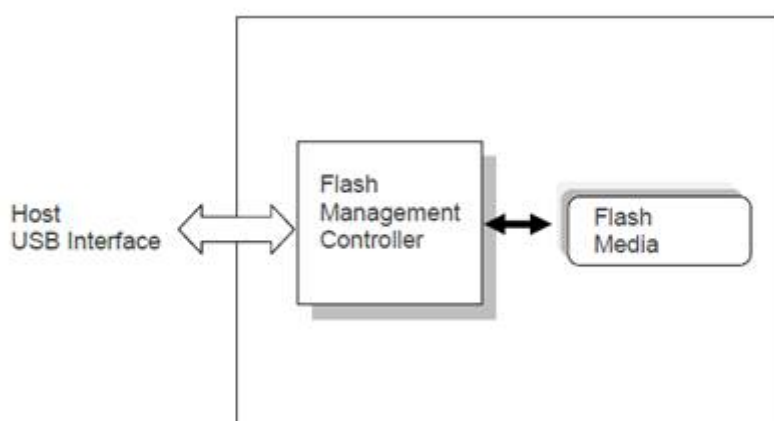 Host
USB Interface
Flash
Management
Controller
Flash
Media